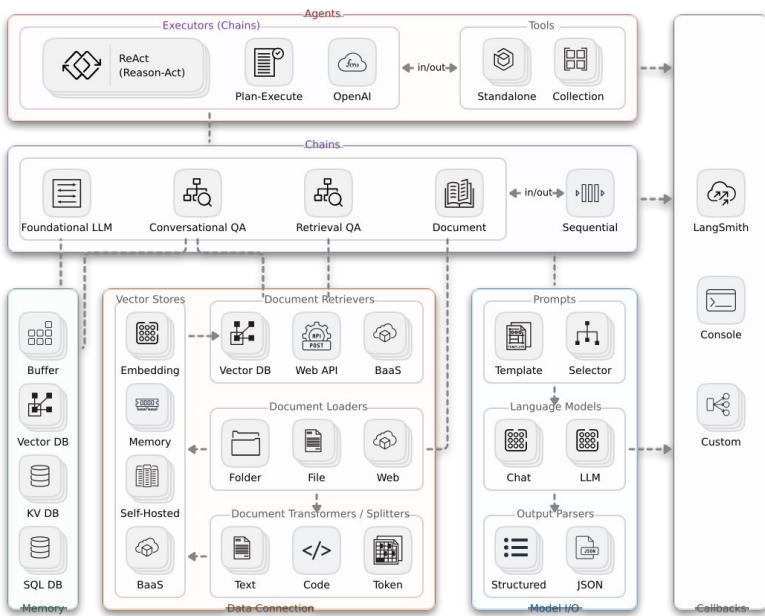 Agents
Executors (Chains)
ReAct
(Reason-Act)
Plan-Execute
f(x)
OpenAI
in/out
Tools
Standalone
Collection
Chains
Foundational LLM
Conversational QA
Retrieval QA
Document
in/out
Sequential
Memory
Buffer
Vector DB
KV DB
SQL DB
Data Connection
Vector Stores
Embedding
Memory
Self-Hosted
BaaS
Document Retrievers
Vector DB
API
POST
Web API
BaaS
Document Loaders
Folder
File
Web
Document Transformers / Splitters
Text
</>
Code
Token
Model I/O
Prompts
TEMPLATE
Template
Selector
Language Models
Chat
LLM
Output Parsers
Structured
JSON
JSON
Callbacks
LangSmith
Console
Custom